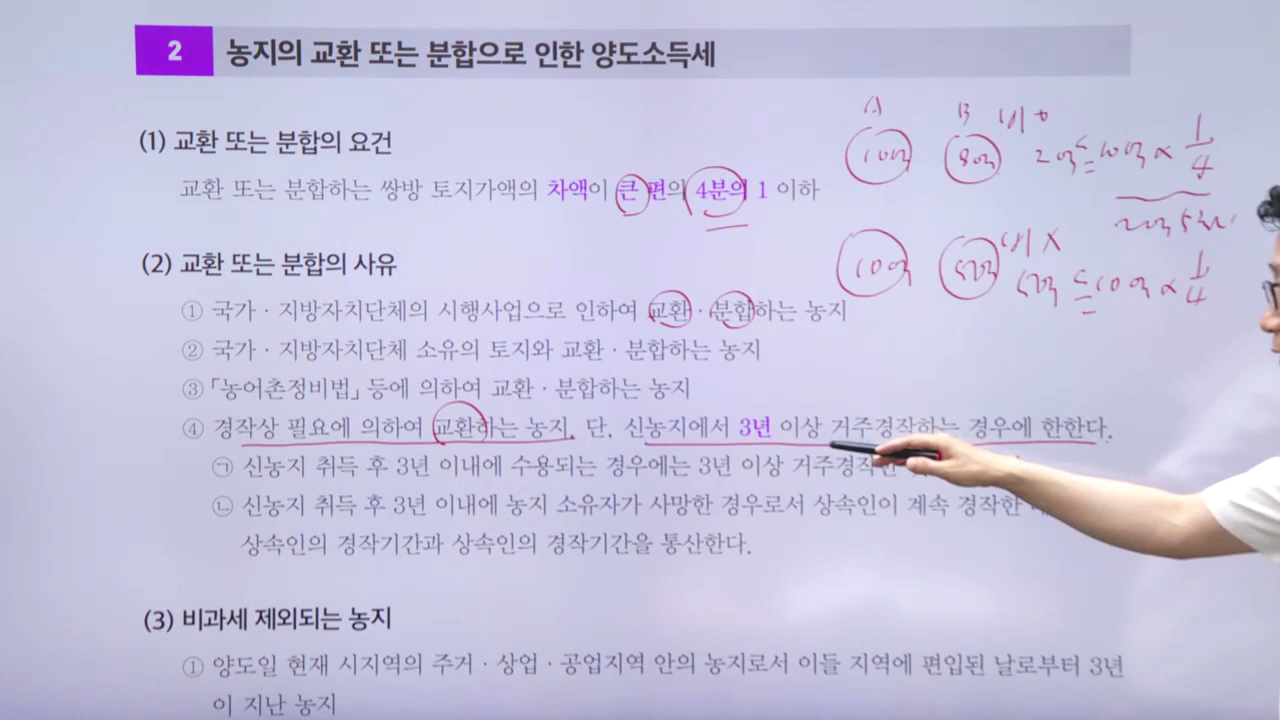 2 농지의 교환 또는 분합으로 인한 양도소득세
(1) 교환 또는 분합의 요건
교환 또는 분합하는 쌍방 토지가액의 차액이 큰 편의 4분의 1 이하
(2) 교환 또는 분합의 사유
① 국가 · 지방자치단체의 시행사업으로 인하여 교환 · 분합하는 농지
② 국가 · 지방자치단체 소유의 토지와 교환 · 분합하는 농지
③ 「농어촌정비법」 등에 의하여 교환 · 분합하는 농지
④ 경작상 필요에 의하여 교환하는 농지. 단, 신농지에서 3년 이상 거주경작하는 경우에 한한다.
㉠ 신농지 취득 후 3년 이내에 수용되는 경우에는 3년 이상 거주경작한
㉡ 신농지 취득 후 3년 이내에 농지 소유자가 사망한 경우로서 상속인이 계속 경작한
상속인의 경작기간과 상속인의 경작기간을 통산한다.
(3) 비과세 제외되는 농지
① 양도일 현재 시지역의 주거 · 상업 · 공업지역 안의 농지로서 이들 지역에 편입된 날로부터 3년
이 지난 농지
A B 비 o
10억 8억 2억 ≤ 10억 × 1/4
10억 5억 비 X
5억 ≤ 10억 × 1/4